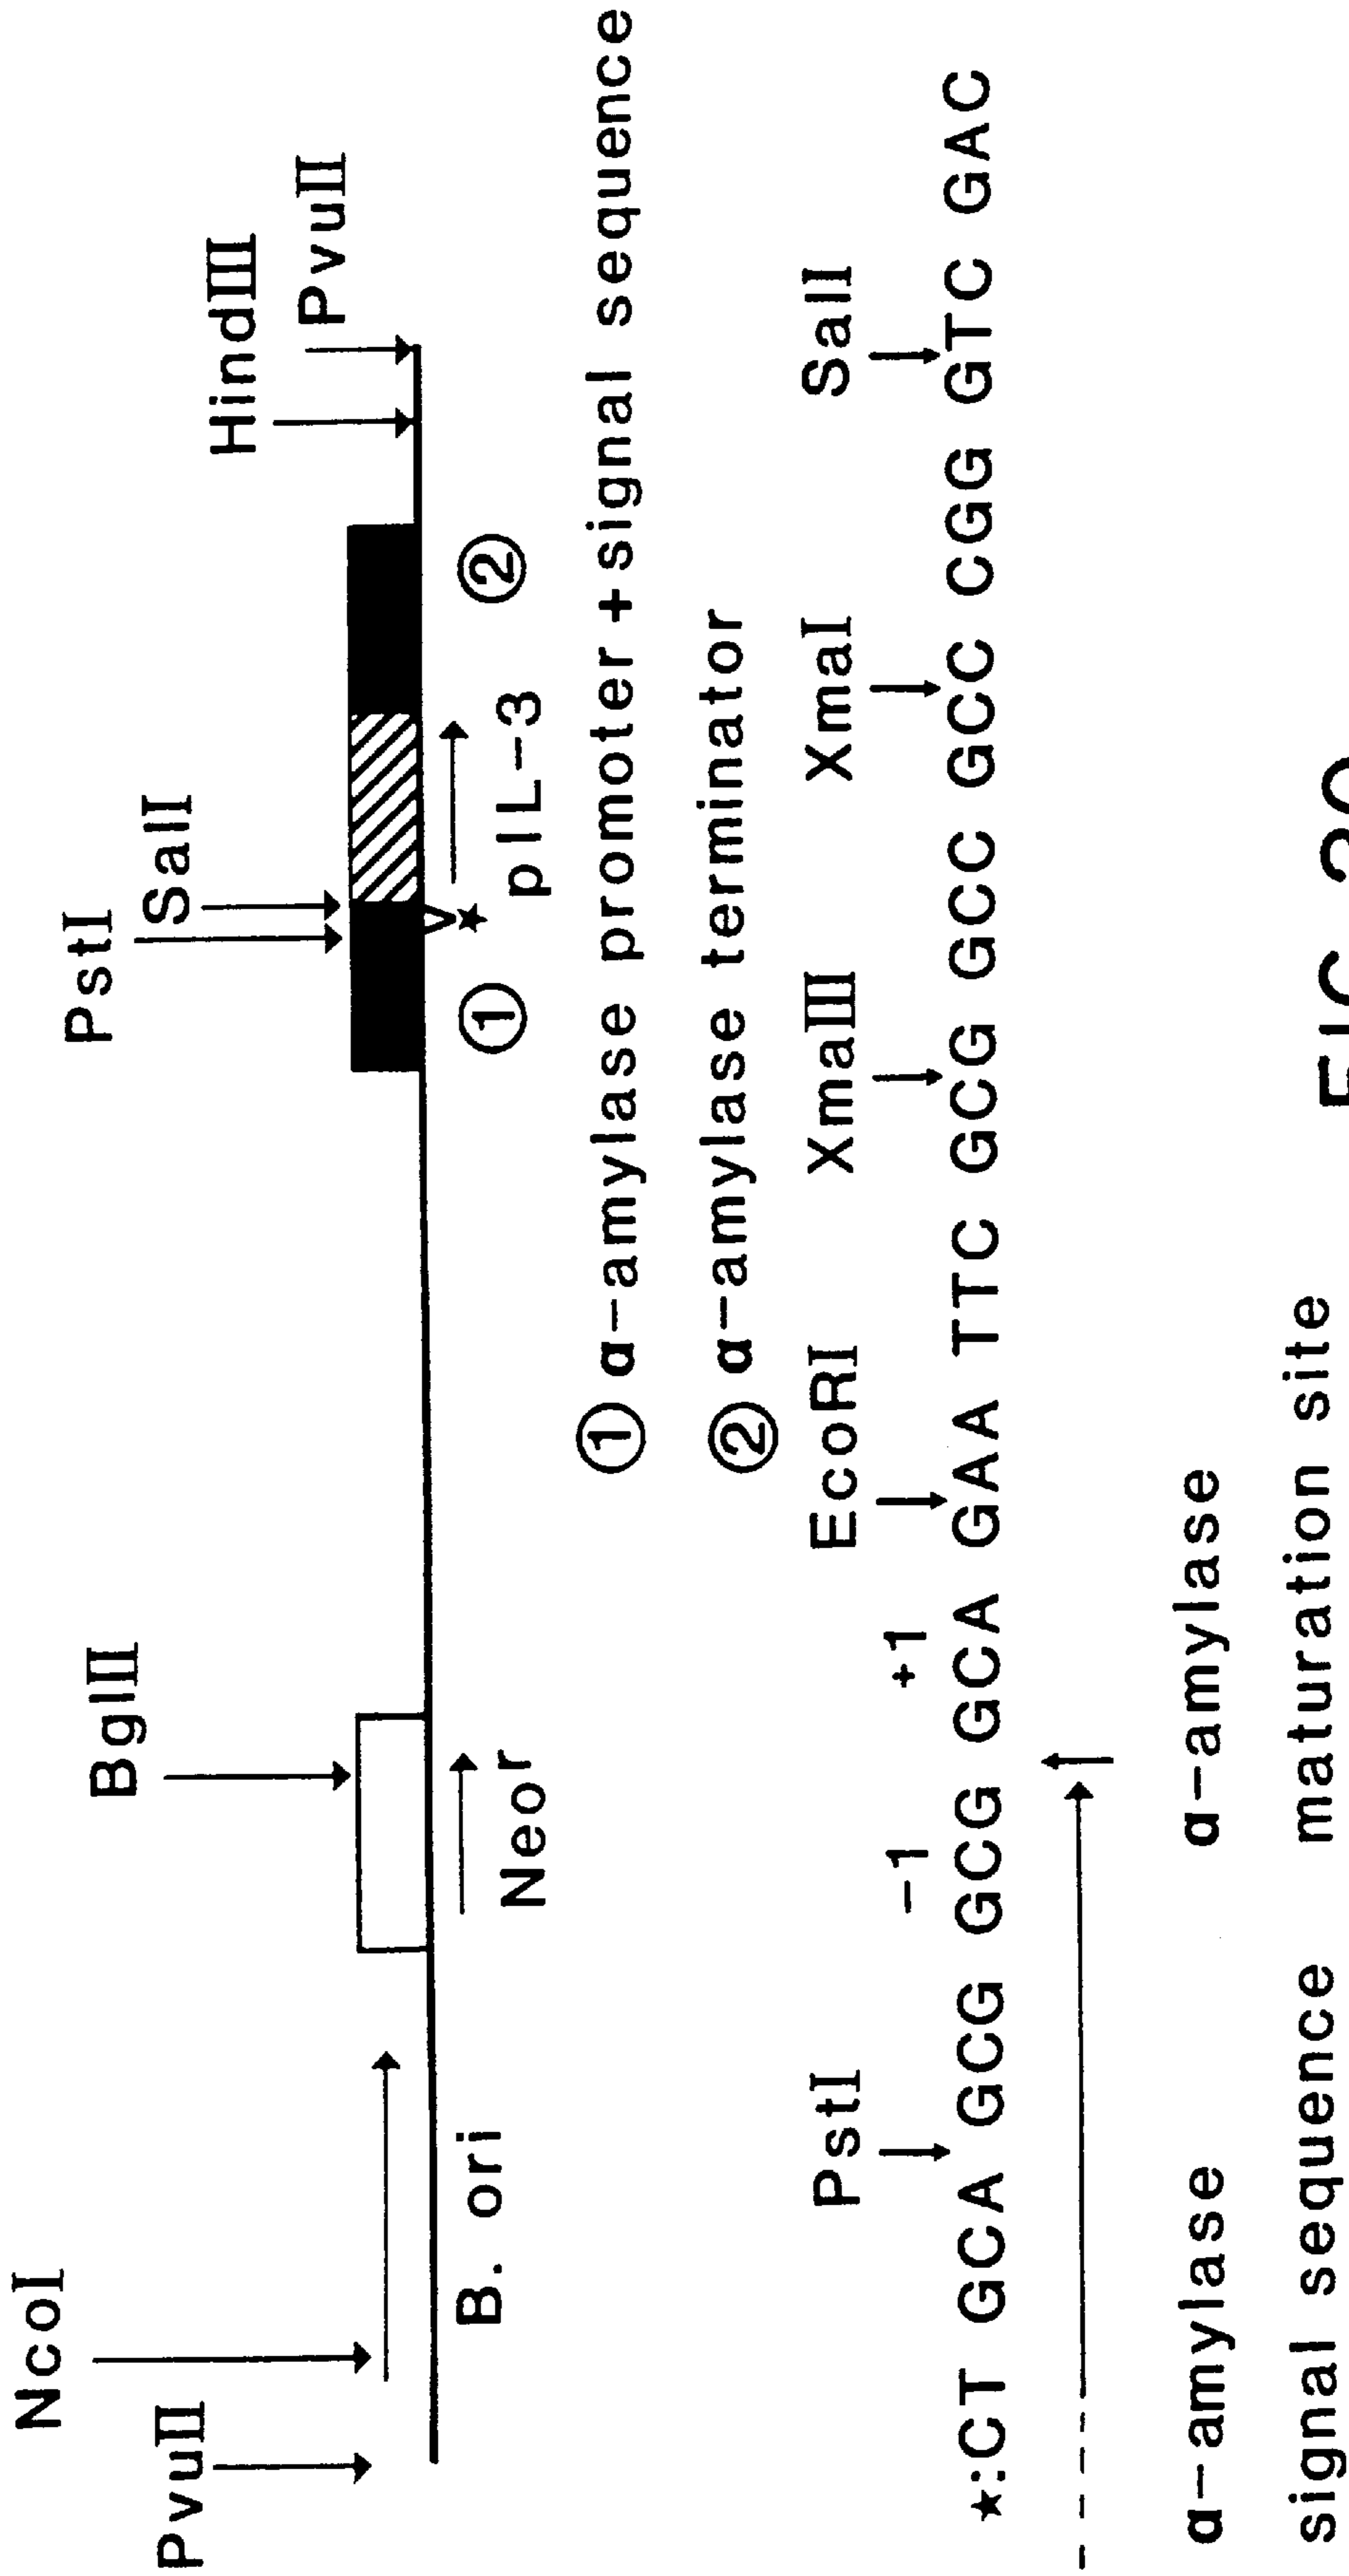 NcoI
PvuII
BglII
PstI
SalI
HindIII
PvuII
B. ori
Neor
①
pIL-3
②
① α-amylase promoter+signal sequence
② α-amylase terminator
PstI
EcoRI
XmaIII
XmaI
SalI
-1
+1
★:CT GCA GCG GCG GCA GAA TTC GCG GCC GCC CGG GTC GAC
α-amylase
signal sequence
α-amylase
maturation site